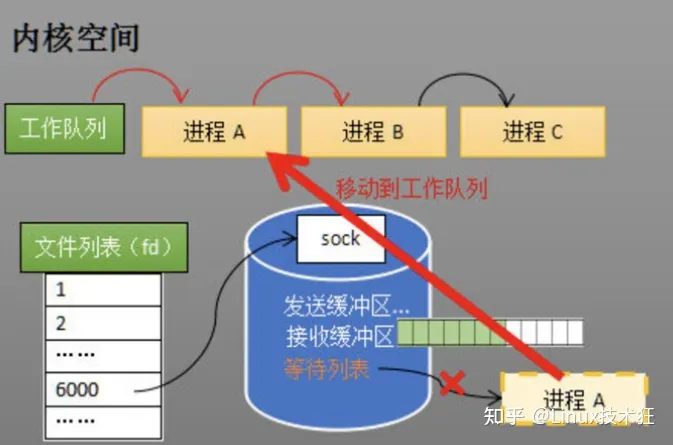 内核空间
工作队列
进程 A
进程 B
进程 C
移动到工作队列
文件列表（fd）
sock
1
2
……
6000
……
发送缓冲区...
接收缓冲区
等待列表
进程 A
知乎 @Linux技术狂